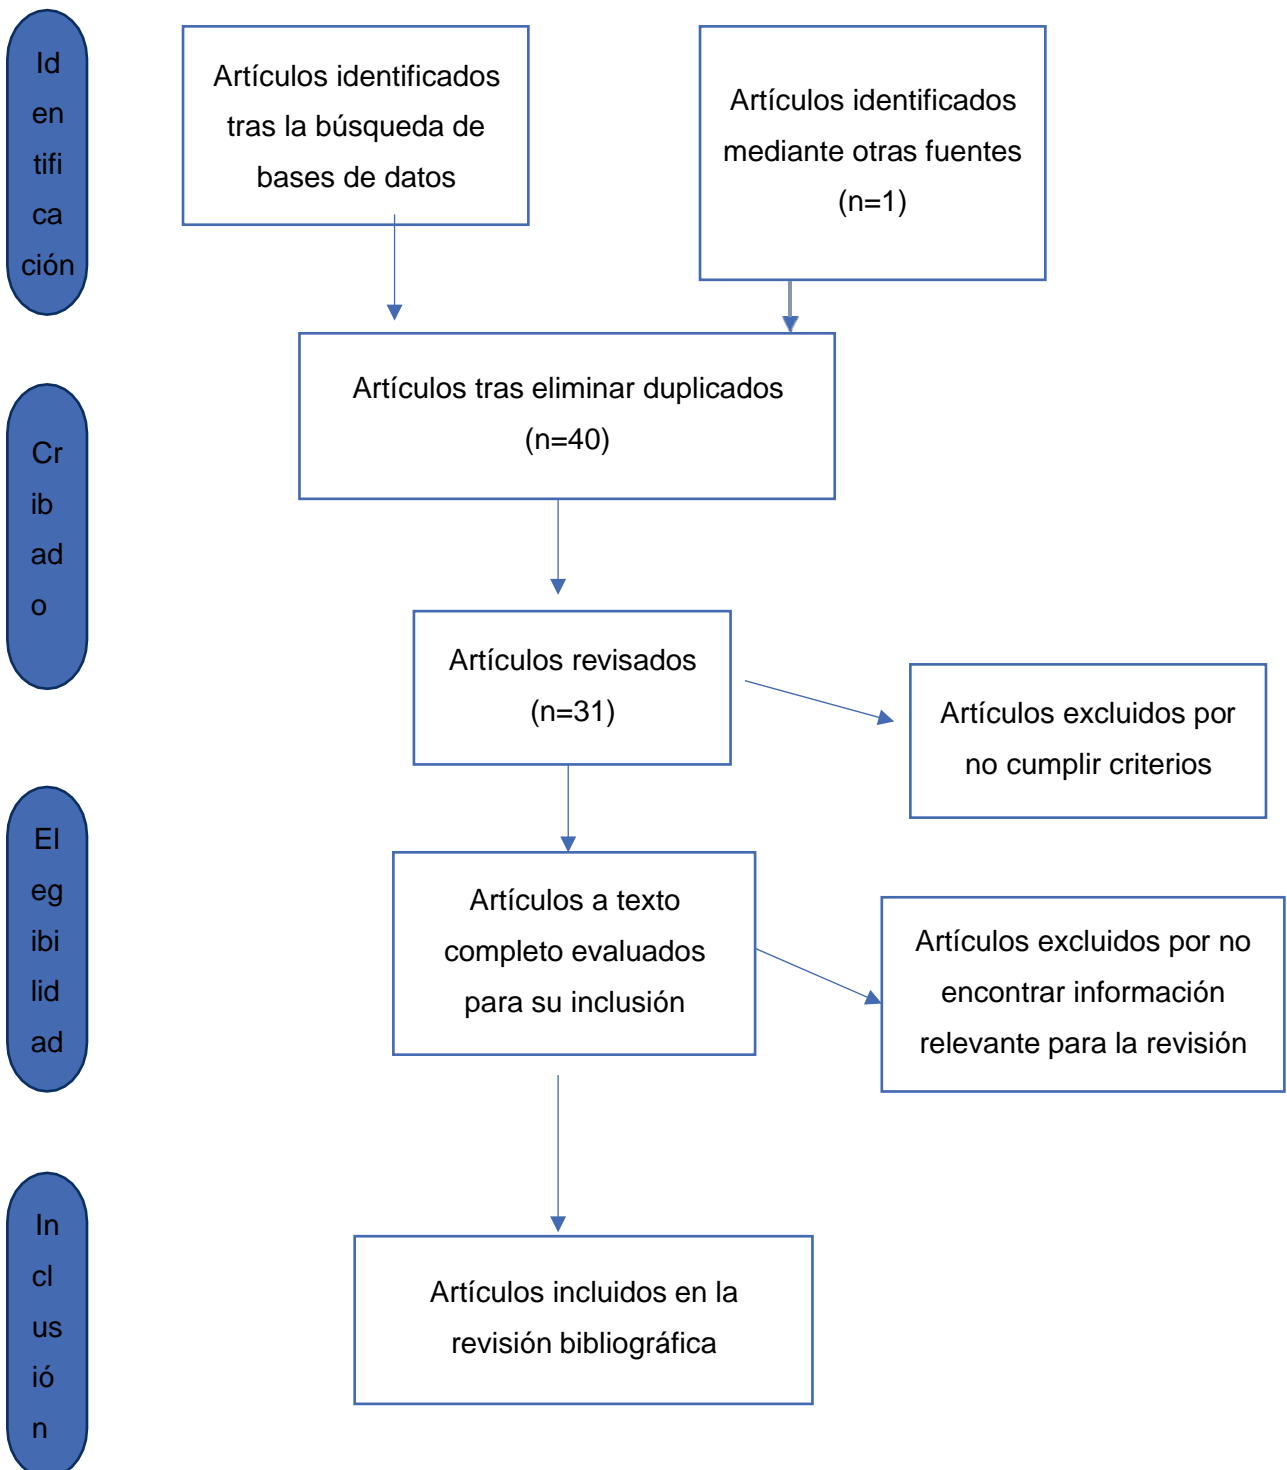 Id
en
tifi
ca
ción
Artículos identificados
tras la búsqueda de
bases de datos
Artículos identificados
mediante otras fuentes
(n=1)
Artículos tras eliminar duplicados
(n=40)
Cr
ib
ad
o
Artículos revisados
(n=31)
Artículos excluidos por
no cumplir criterios
El
eg
ibi
lid
ad
Artículos a texto
completo evaluados
para su inclusión
Artículos excluidos por no
encontrar información
relevante para la revisión
In
cl
us
ió
n
Artículos incluidos en la
revisión bibliográfica